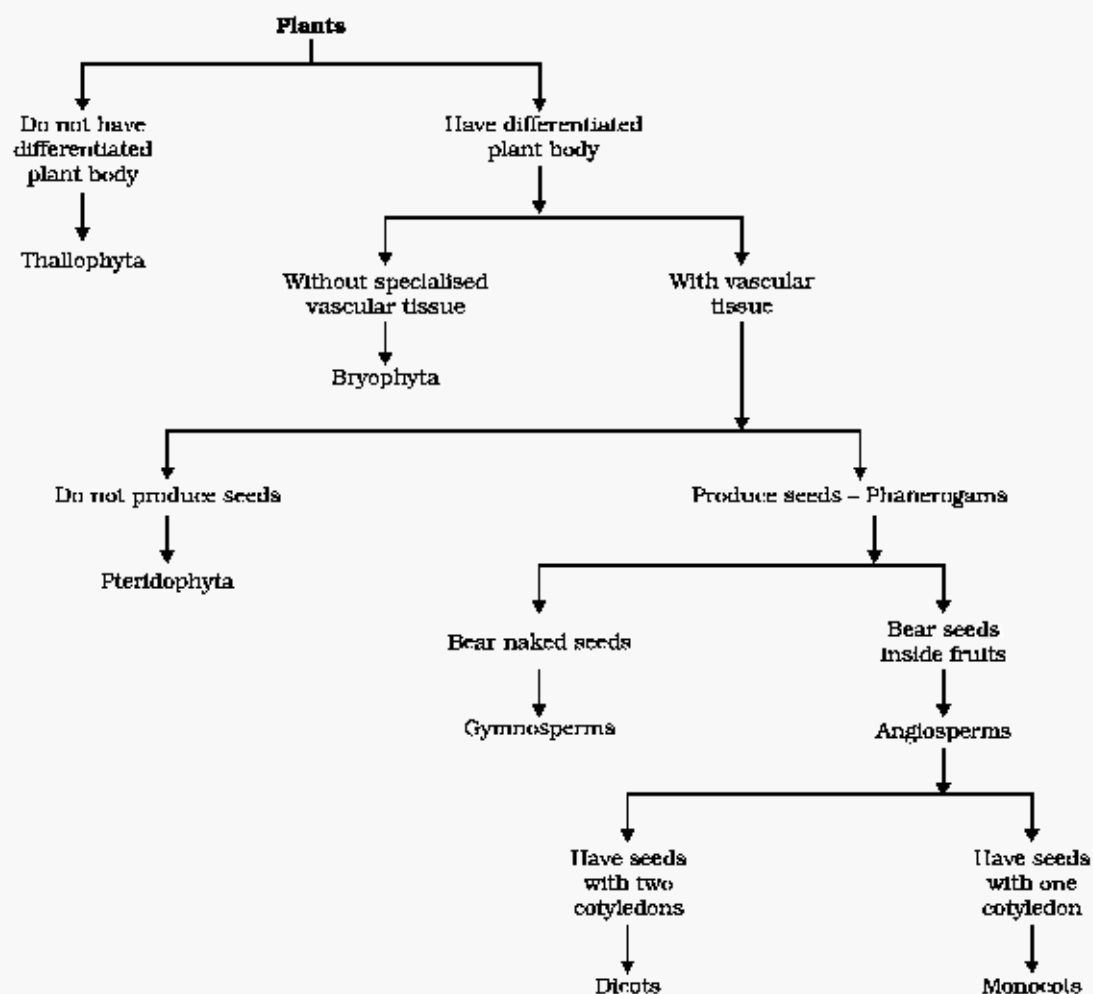 Plants
Do not have
differentiated
plant body
Have differentiated
plant body
Thallophyta
Without specialised
vascular tissue
With vascular
tissue
Bryophyta
Do not produce seeds
Produce seeds – Phanerogams
Pteridophyta
Bear naked seeds
Bear seeds
inside fruits
Gymnosperms
Angiosperms
Have seeds
with two
cotyledons
Have seeds
with one
cotyledon
Dicots
Monocots